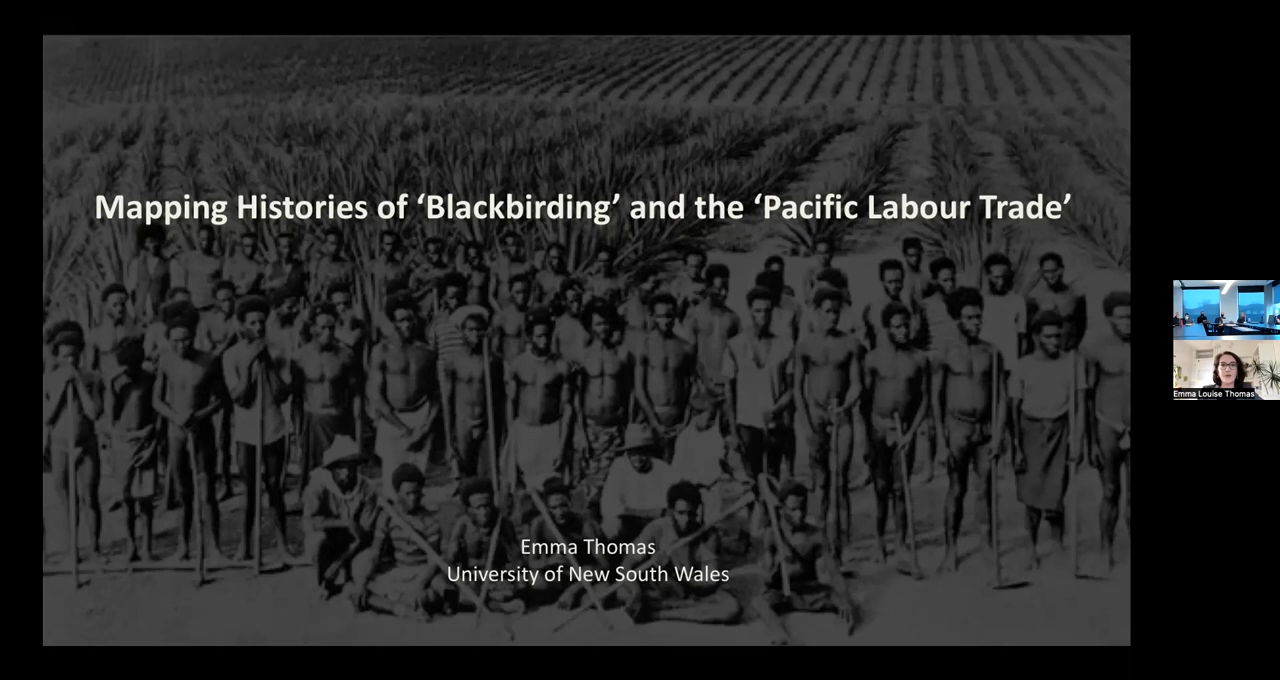 Mapping Histories of ‘Blackbirding’ and the ‘Pacific Labour Trade’
Emma Thomas
University of New South Wales
Emma Louise Thomas